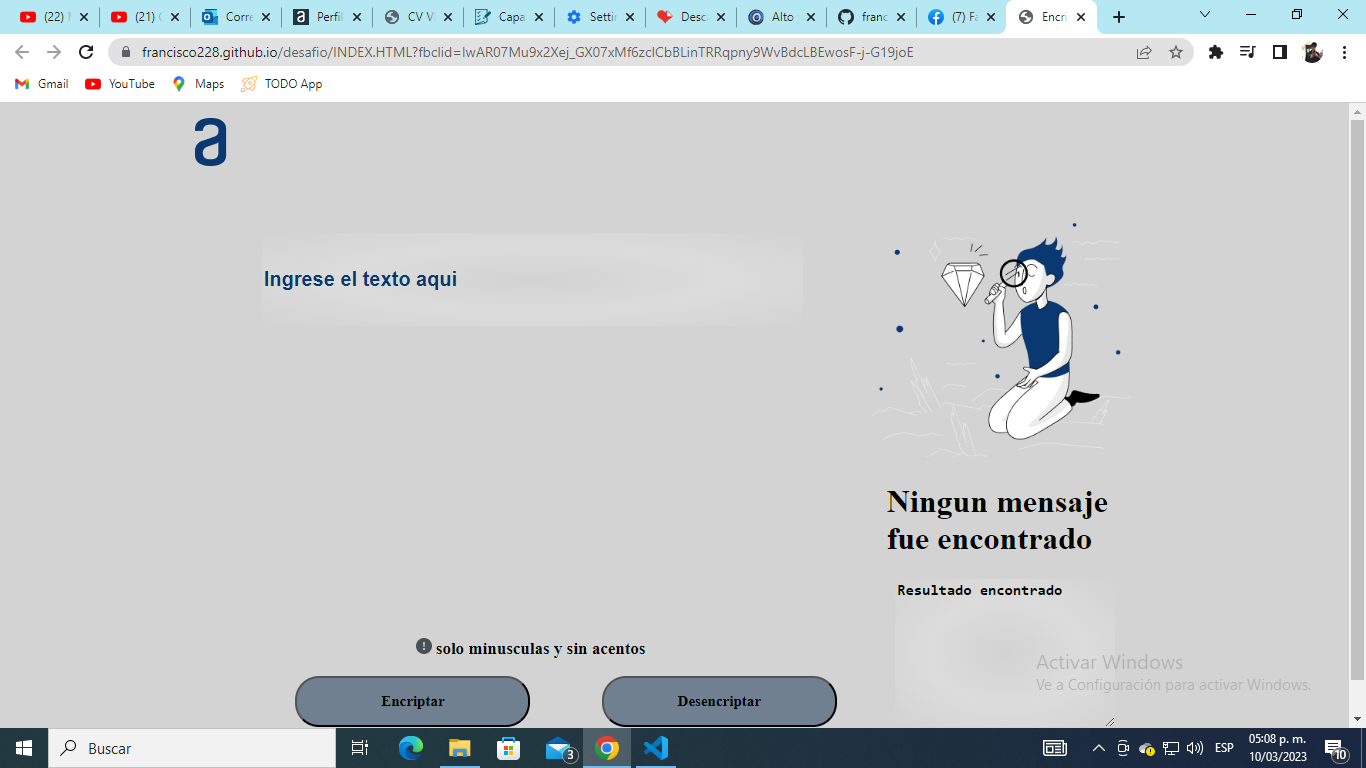 (22)
(21)
Corre
Perfil
CV V
Capa
Settin
Desc
Alto
franc
(7) Fa
Encri
francisco228.github.io/desafio/INDEX.HTML?fbclid=IwAR07Mu9x2Xej_GX07xMf6zclCbBLinTRRqpny9WvBdcLBEwosF-j-G19joE
Gmail
YouTube
Maps
TODO App
a
Ingrese el texto aqui
Ningun mensaje
fue encontrado
Resultado encontrado
solo minusculas y sin acentos
Encriptar
Desencriptar
Activar Windows
Ve a Configuración para activar Windows.
Buscar
3
ESP
05:08 p. m.
10/03/2023
10